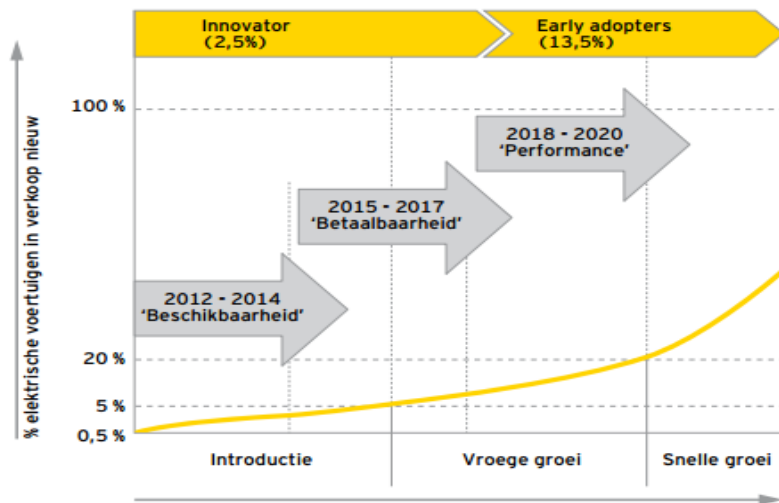 Innovator
(2,5%)
Early adopters
(13,5%)
% elektrische voertuigen in verkoop nieuw
100 %
2018 - 2020
‘Performance’
2015 - 2017
‘Betaalbaarheid’
2012 - 2014
‘Beschikbaarheid’
20 %
5 %
0,5 %
Introductie
Vroege groei
Snelle groei